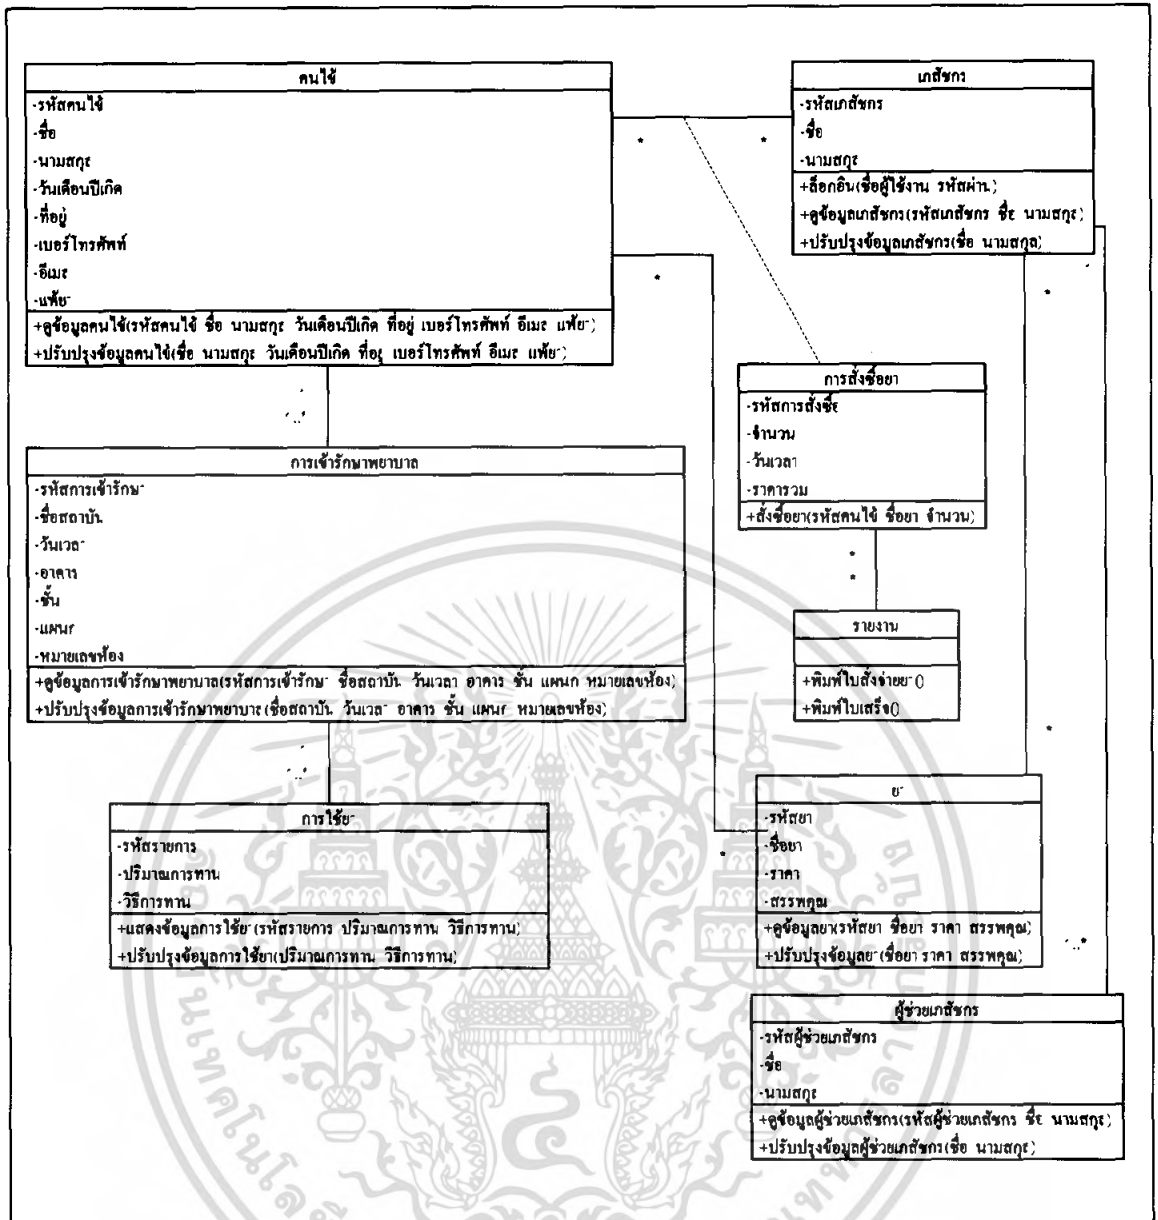 คนไข้
-รหัสคนไข้
-ชื่อ
-นามสกุล
-วันเดือนปีเกิด
-ที่อยู่
-เบอร์โทรศัพท์
-อีเมล
-แพ้ยา
+ดูข้อมูลคนไข้(รหัสคนไข้ ชื่อ นามสกุล วันเดือนปีเกิด ที่อยู่ เบอร์โทรศัพท์ อีเมล แพ้ยา)
+ปรับปรุงข้อมูลคนไข้(ชื่อ นามสกุล วันเดือนปีเกิด ที่อยู่ เบอร์โทรศัพท์ อีเมล แพ้ยา)
เภสัชกร
-รหัสเภสัชกร
-ชื่อ
-นามสกุล
+ล็อกอิน(ชื่อผู้ใช้งาน รหัสผ่าน)
+ดูข้อมูลเภสัชกร(รหัสเภสัชกร ชื่อ นามสกุล)
+ปรับปรุงข้อมูลเภสัชกร(ชื่อ นามสกุล)
* *
*
*
การสั่งซื้อยา
-รหัสการสั่งซื้อ
-จำนวน
-วันเวลา
-ราคารวม
+สั่งซื้อยา(รหัสคนไข้ ชื่อยา จำนวน)
*
*
การเข้ารักษาพยาบาล
-รหัสการเข้ารักษา
-ชื่อสถาบัน
-วันเวลา
-อาคาร
-ชั้น
-แผนก
-หมายเลขห้อง
+ดูข้อมูลการเข้ารักษาพยาบาล(รหัสการเข้ารักษา ชื่อสถาบัน วันเวลา อาคาร ชั้น แผนก หมายเลขห้อง)
+ปรับปรุงข้อมูลการเข้ารักษาพยาบาล(ชื่อสถาบัน วันเวลา อาคาร ชั้น แผนก หมายเลขห้อง)
รายงาน
+พิมพ์ใบสั่งจ่ายยา()
+พิมพ์ใบเสร็จ()
*
การใช้ยา
-รหัสรายการ
-ปริมาณการทาน
-วิธีการทาน
+แสดงข้อมูลการใช้ยา(รหัสรายการ ปริมาณการทาน วิธีการทาน)
+ปรับปรุงข้อมูลการใช้ยา(ปริมาณการทาน วิธีการทาน)
*
ยา
-รหัสยา
-ชื่อยา
-ราคา
-สรรพคุณ
+ดูข้อมูลยา(รหัสยา ชื่อยา ราคา สรรพคุณ)
+ปรับปรุงข้อมูลยา(ชื่อยา ราคา สรรพคุณ)
ผู้ช่วยเภสัชกร
-รหัสผู้ช่วยเภสัชกร
-ชื่อ
-นามสกุล
+ดูข้อมูลผู้ช่วยเภสัชกร(รหัสผู้ช่วยเภสัชกร ชื่อ นามสกุล)
+ปรับปรุงข้อมูลผู้ช่วยเภสัชกร(ชื่อ นามสกุล)